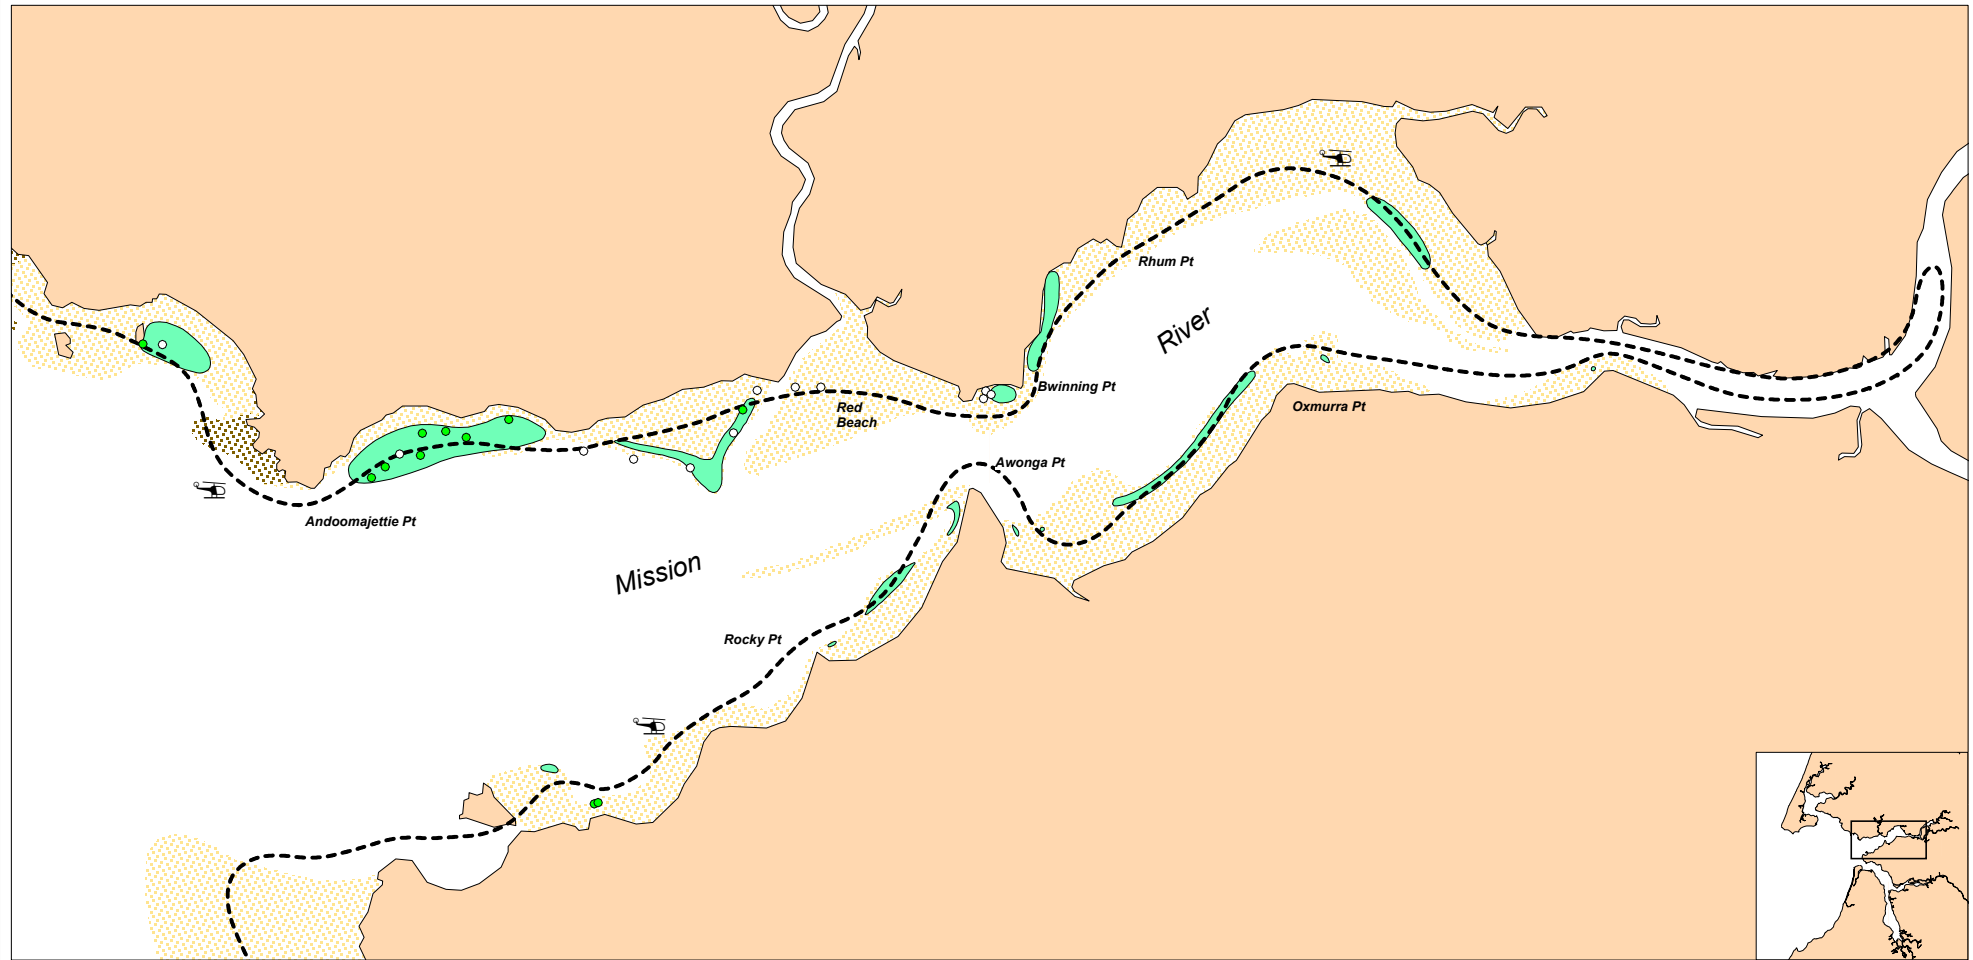 Rhum Pt
River
Bwinning Pt
Red
Beach
Oxmurra Pt
Awonga Pt
Andoomajettie Pt
Mission
Rocky Pt